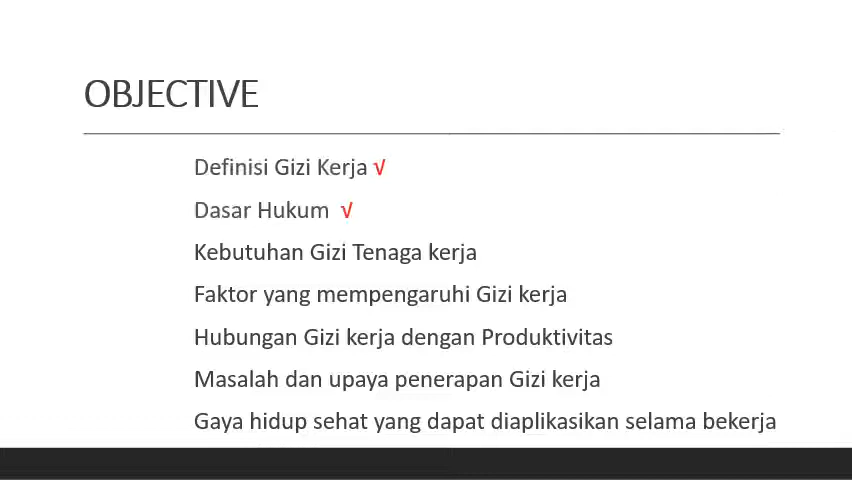 OBJECTIVE
Definisi Gizi Kerja √
Dasar Hukum √
Kebutuhan Gizi Tenaga kerja
Faktor yang mempengaruhi Gizi kerja
Hubungan Gizi kerja dengan Produktivitas
Masalah dan upaya penerapan Gizi kerja
Gaya hidup sehat yang dapat diaplikasikan selama bekerja